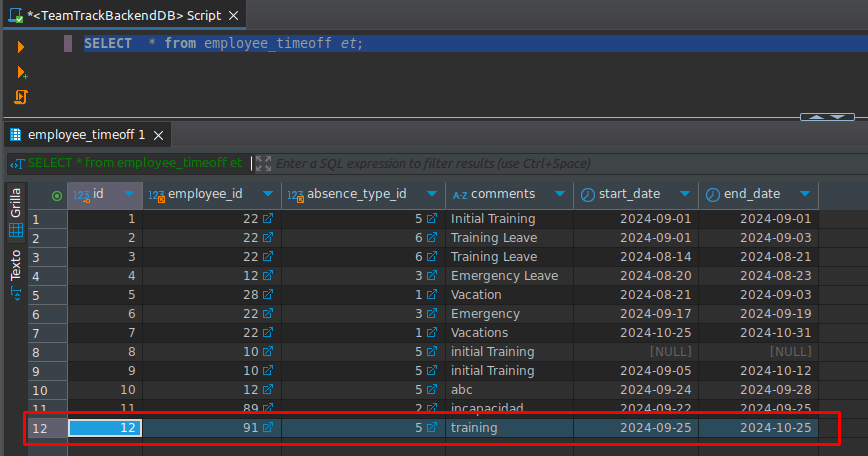 *<TeamTrackBackendDB> Script
SELECT * from employee_timeoff et;
employee_timeoff 1
SELECT * from employee_timeoff et Enter a SQL expression to filter results (use Ctrl+Space)
Grilla
Texto
123 id 123 employee_id 123 absence_type_id A-Z comments start_date end_date
1 1 22 5 Initial Training 2024-09-01 2024-09-01
2 2 22 6 Training Leave 2024-09-01 2024-09-03
3 3 22 6 Training Leave 2024-08-14 2024-08-21
4 4 12 3 Emergency Leave 2024-08-20 2024-08-23
5 5 28 1 Vacation 2024-08-21 2024-09-03
6 6 22 3 Emergency 2024-09-17 2024-09-19
7 7 22 1 Vacations 2024-10-25 2024-10-31
8 8 10 5 initial Training [NULL] [NULL]
9 9 10 5 initial Training 2024-09-05 2024-10-12
10 10 12 5 abc 2024-09-24 2024-09-28
11 11 89 2 incapacidad 2024-09-22 2024-09-25
12 12 91 5 training 2024-09-25 2024-10-25